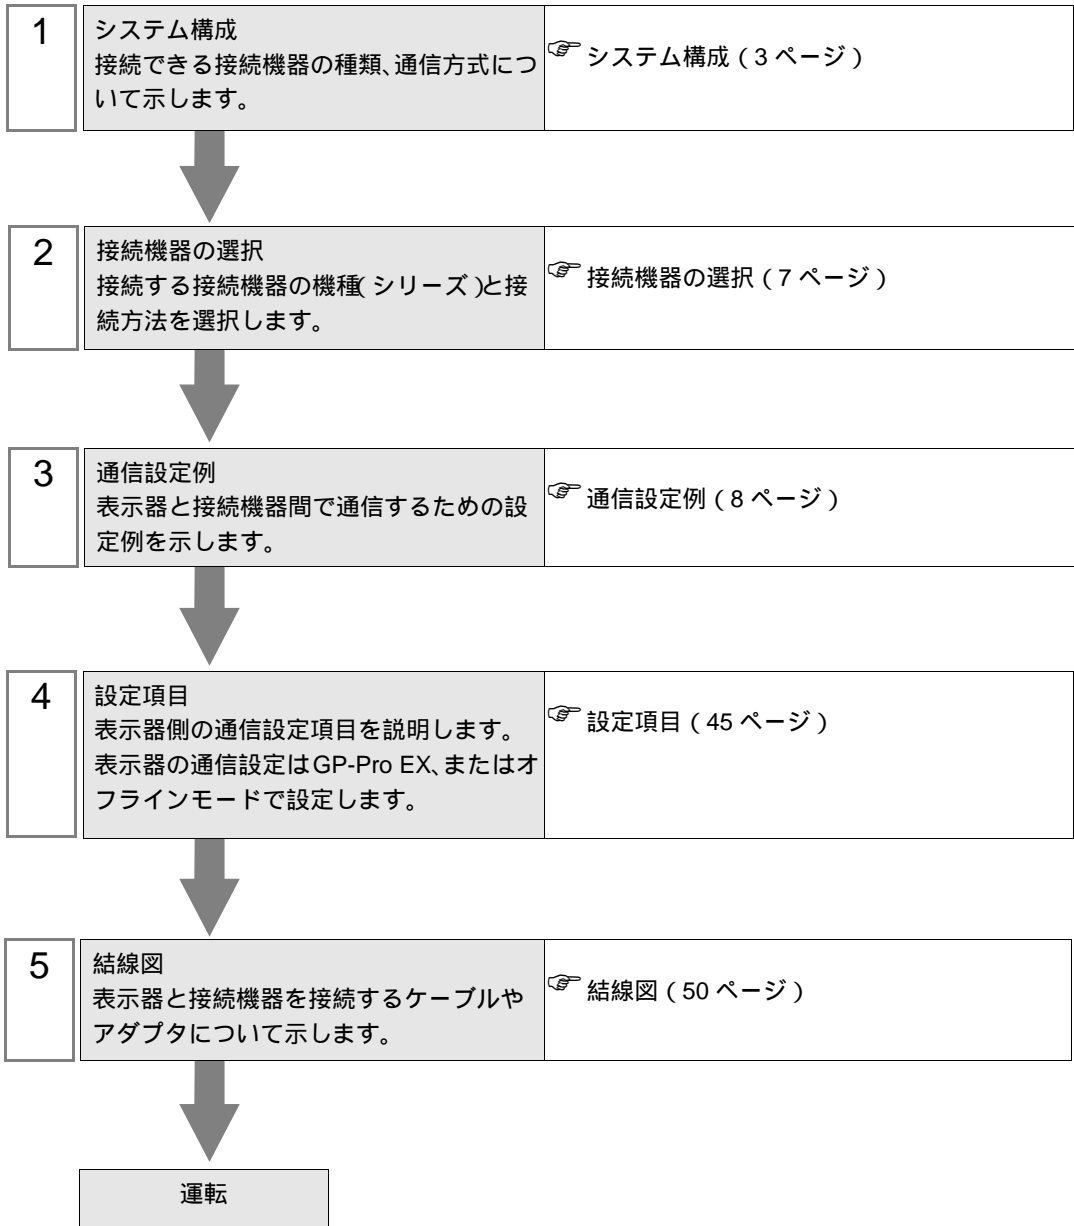 1
システム構成
接続できる接続機器の種類、通信方式につ
いて示します。
☞ システム構成（3 ページ）
2
接続機器の選択
接続する接続機器の機種（シリーズ）と接
続方法を選択します。
☞ 接続機器の選択（7 ページ）
3
通信設定例
表示器と接続機器間で通信するための設
定例を示します。
☞ 通信設定例（8 ページ）
4
設定項目
表示器側の通信設定項目を説明します。
表示器の通信設定はGP-Pro EX、またはオ
フラインモードで設定します。
☞ 設定項目（45 ページ）
5
結線図
表示器と接続機器を接続するケーブルや
アダプタについて示します。
☞ 結線図（50 ページ）
運転